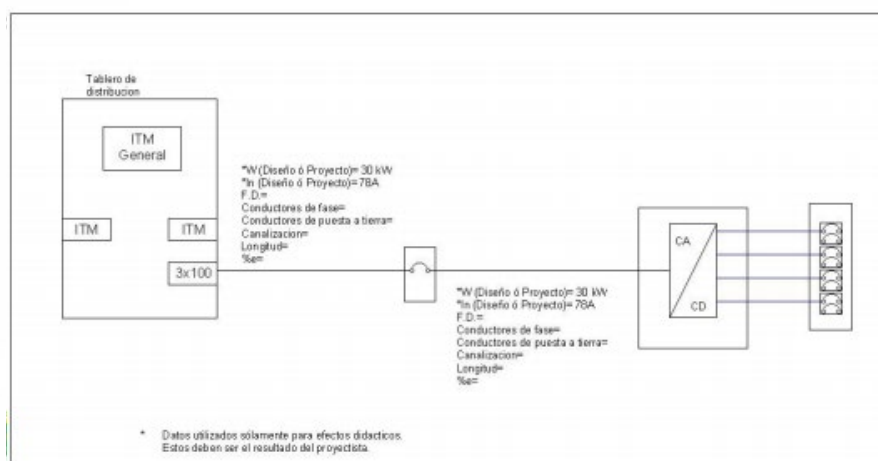 Tablero de
distribucion
ITM
General
ITM
ITM
3x100
*W (Diseño ó Proyecto)= 30 kW
*In (Diseño ó Proyecto)= 78A
F.D.=
Conductores de fase=
Conductores de puesta a tierra=
Canalizacion=
Longitud=
%e=
*W (Diseño ó Proyecto)= 30 kW
*In (Diseño ó Proyecto)= 78A
F.D.=
Conductores de fase=
Conductores de puesta a tierra=
Canalizacion=
Longitud=
%e=
CA
CD
* Datos utilizados sólamente para efectos didacticos.
Estos deben ser el resultado del proyectista.